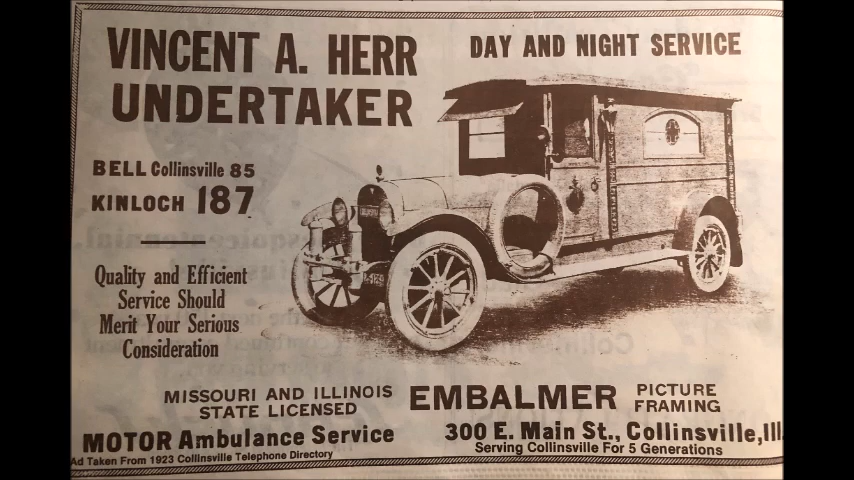 VINCENT A. HERR
UNDERTAKER
DAY AND NIGHT SERVICE
BELL Collinsville 85
KINLOCH 187
Quality and Efficient
Service Should
Merit Your Serious
Consideration
MISSOURI AND ILLINOIS
STATE LICENSED
EMBALMER
PICTURE
FRAMING
MOTOR Ambulance Service
300 E. Main St., Collinsville, Ill
Serving Collinsville For 5 Generations
Ad Taken From 1923 Collinsville Telephone Directory